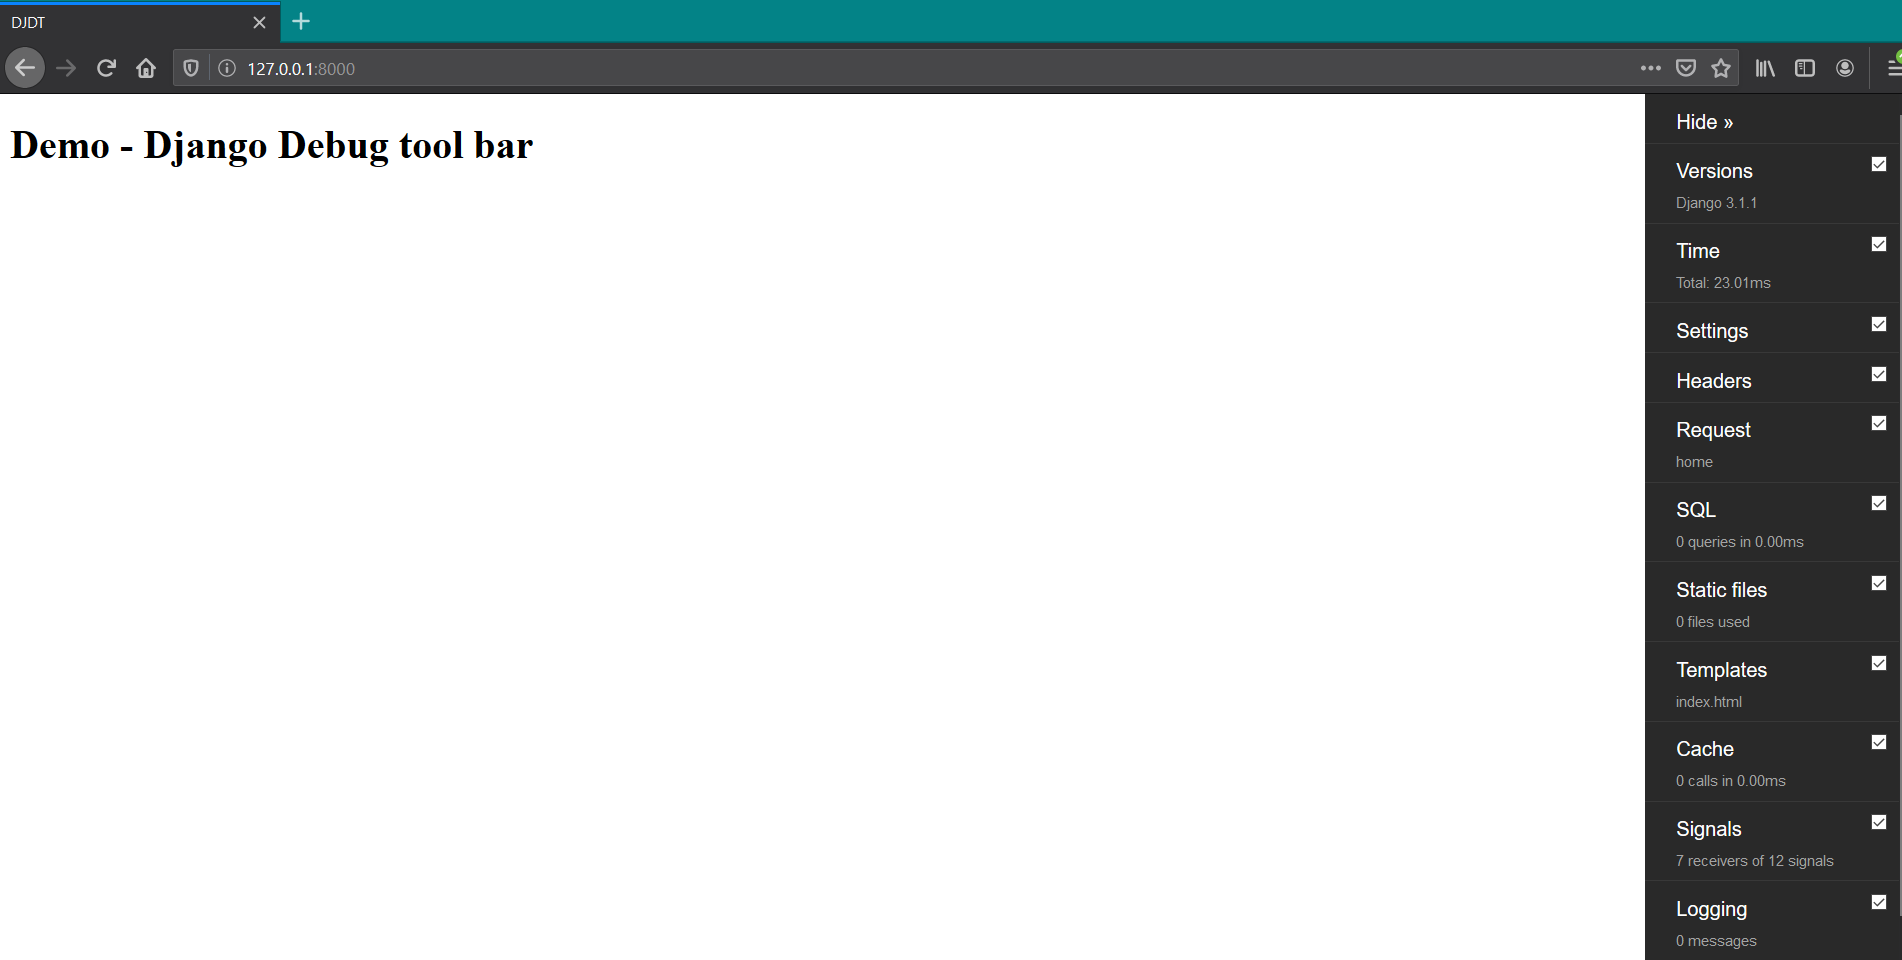 DJDT
127.0.0.1:8000
Demo - Django Debug tool bar
Hide »
Versions
Django 3.1.1
Time
Total: 23.01ms
Settings
Headers
Request
home
SQL
0 queries in 0.00ms
Static files
0 files used
Templates
index.html
Cache
0 calls in 0.00ms
Signals
7 receivers of 12 signals
Logging
0 messages